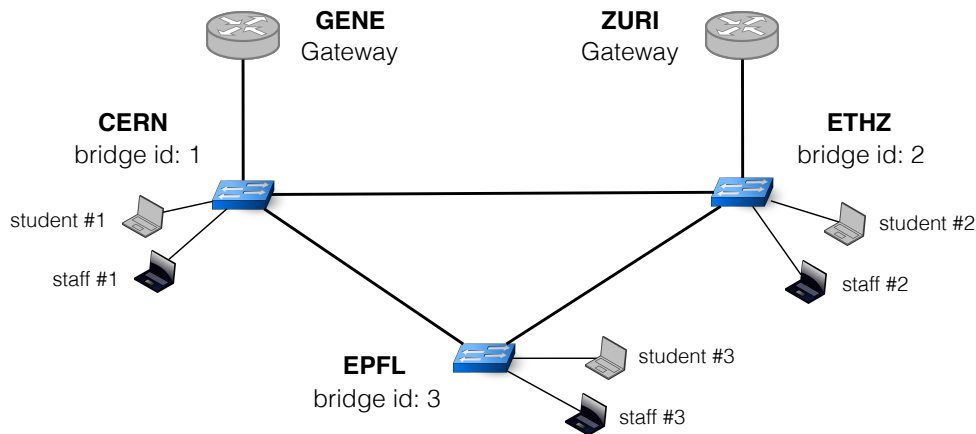 GENE
Gateway
ZURI
Gateway
CERN
bridge id: 1
ETHZ
bridge id: 2
student #1
staff #1
student #2
staff #2
EPFL
bridge id: 3
student #3
staff #3